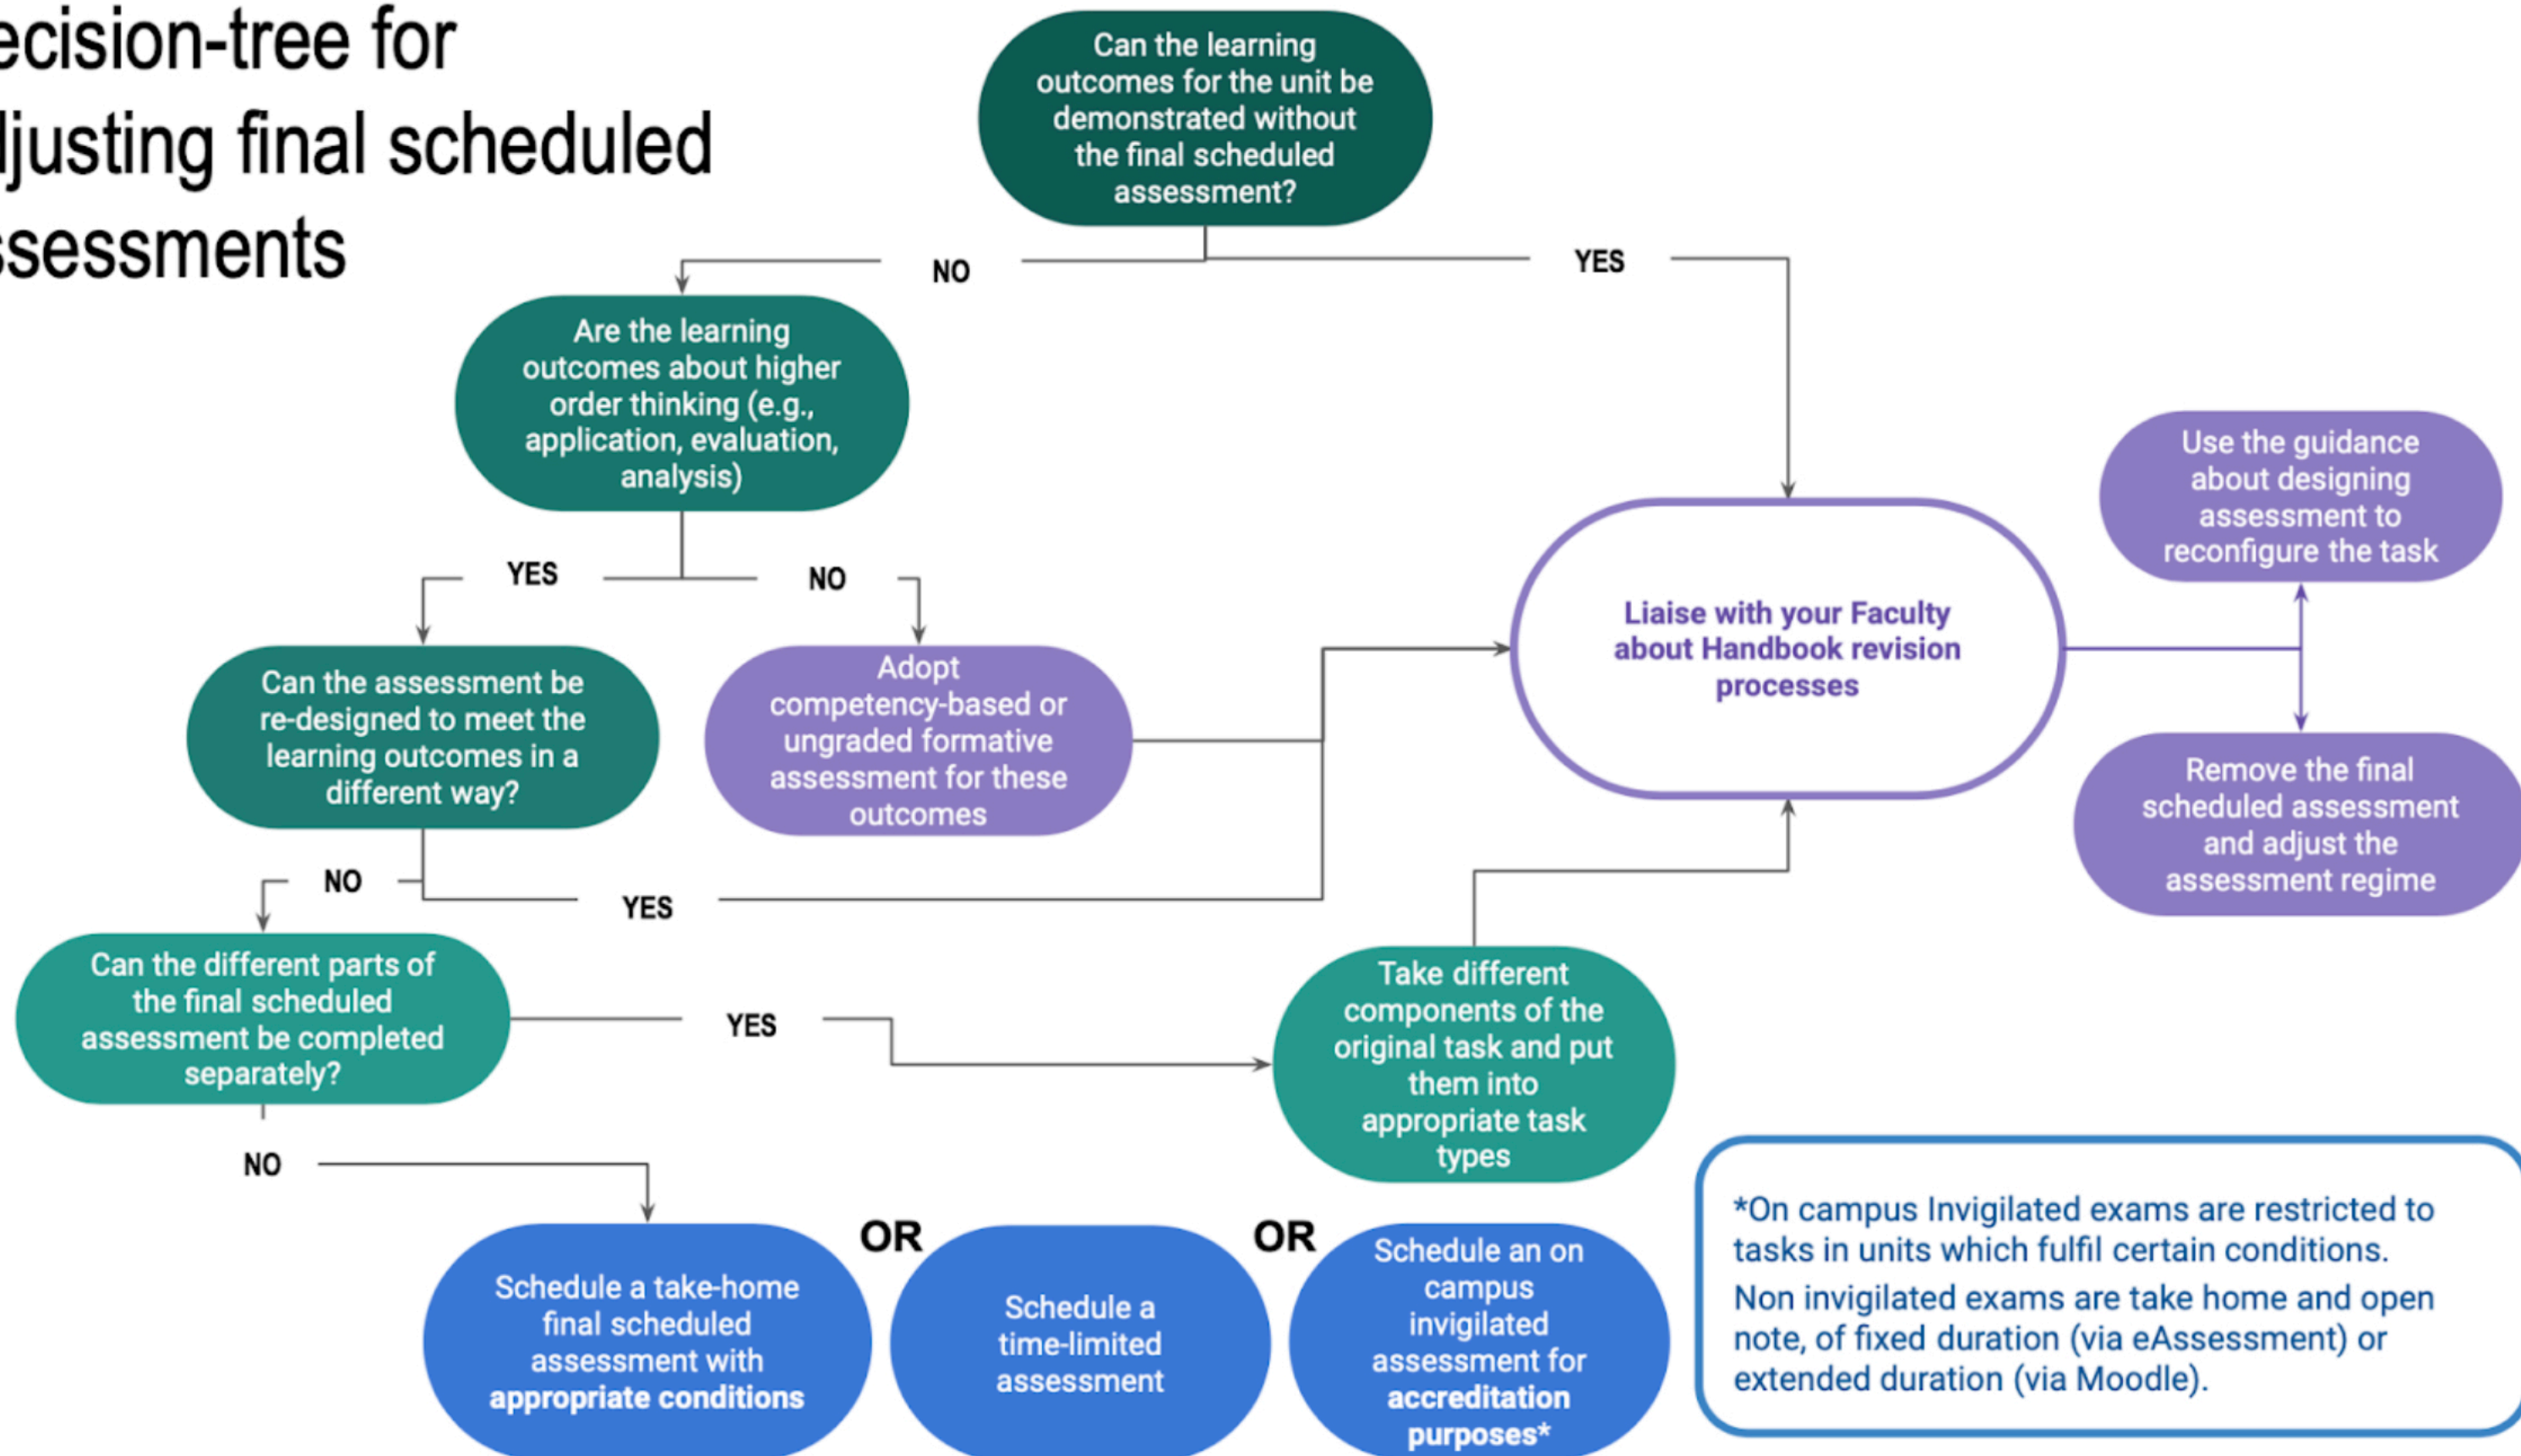 ecision-tree for
djusting final scheduled
ssessments
Can the learning
outcomes for the unit be
demonstrated without
the final scheduled
assessment?
NO
YES
Are the learning
outcomes about higher
order thinking (e.g.,
application, evaluation,
analysis)
YES
NO
Use the guidance
about designing
assessment to
reconfigure the task
Liaise with your Faculty
about Handbook revision
processes
Can the assessment be
re-designed to meet the
learning outcomes in a
different way?
Adopt
competency-based or
ungraded formative
assessment for these
outcomes
Remove the final
scheduled assessment
and adjust the
assessment regime
NO
YES
Can the different parts of
the final scheduled
assessment be completed
separately?
YES
Take different
components of the
original task and put
them into
appropriate task
types
NO
Schedule a take-home
final scheduled
assessment with
appropriate conditions
OR
Schedule a
time-limited
assessment
OR
Schedule an on
campus
invigilated
assessment for
accreditation
purposes*
*On campus Invigilated exams are restricted to
tasks in units which fulfil certain conditions.
Non invigilated exams are take home and open
note, of fixed duration (via eAssessment) or
extended duration (via Moodle).